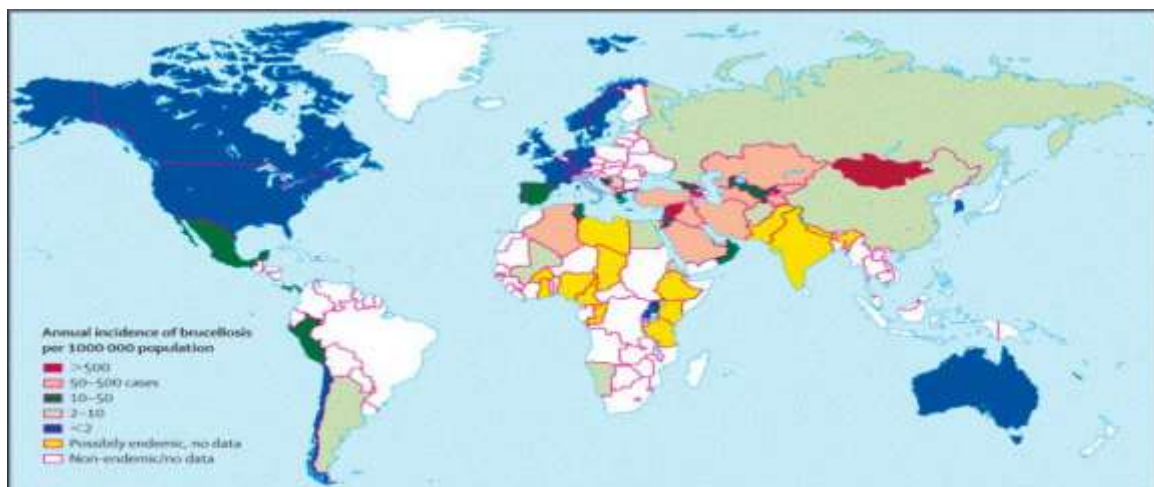 Annual incidence of brucellosis
per 1000 000 population
>500
50–500 cases
10–50
2–10
<2
Possibly endemic, no data
Non-endemic/no data